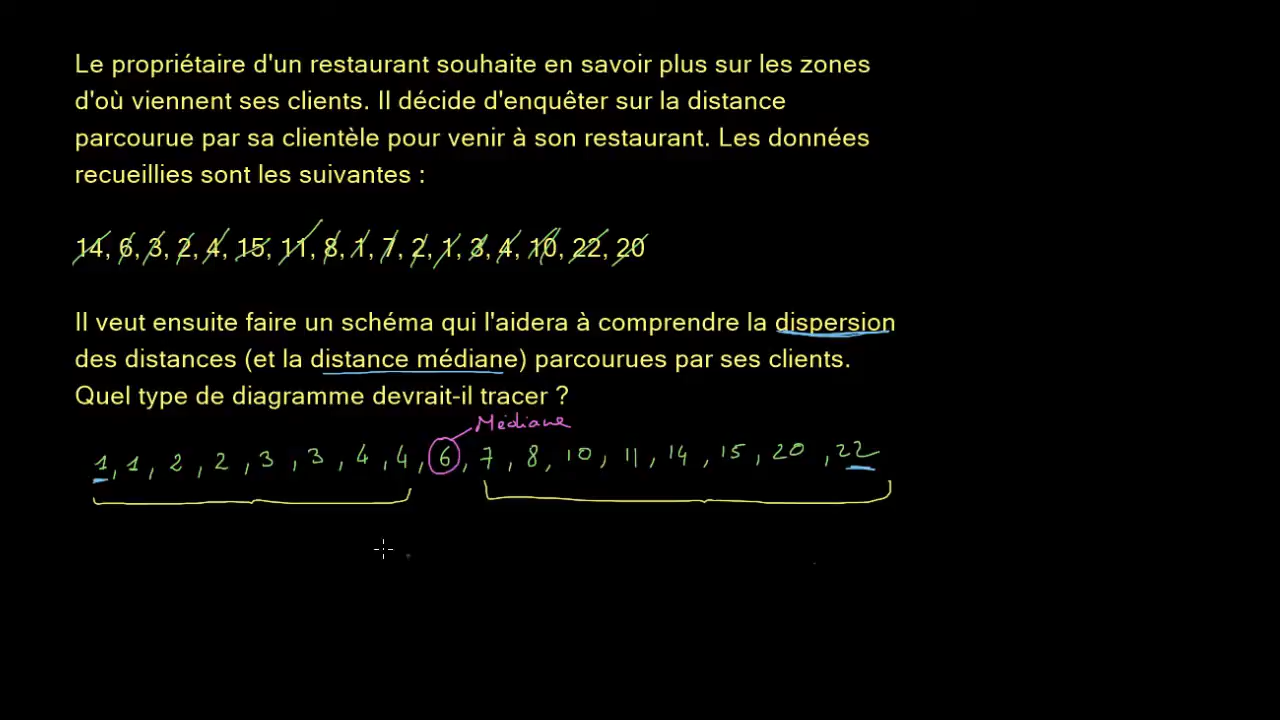 Le propriétaire d'un restaurant souhaite en savoir plus sur les zones
d'où viennent ses clients. Il décide d'enquêter sur la distance
parcourue par sa clientèle pour venir à son restaurant. Les données
recueillies sont les suivantes :
14, 6, 3, 2, 4, 15, 11, 8, 1, 7, 2, 1, 3, 4, 10, 22, 20
Il veut ensuite faire un schéma qui l'aidera à comprendre la dispersion
des distances (et la distance médiane) parcourues par ses clients.
Quel type de diagramme devrait-il tracer ?
Médiane
1, 1, 2, 2, 3, 3, 4, 4, 6, 7, 8, 10, 11, 14, 15, 20, 22